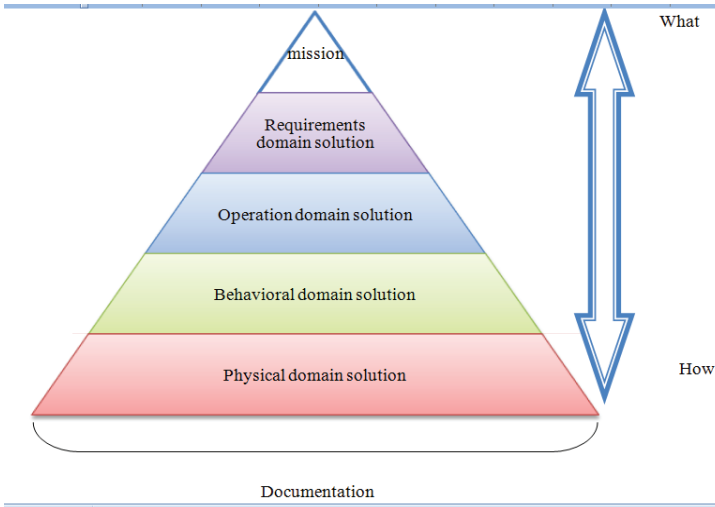 What
mission
Requirements
domain solution
Operation domain solution
Behavioral domain solution
Physical domain solution
How
Documentation